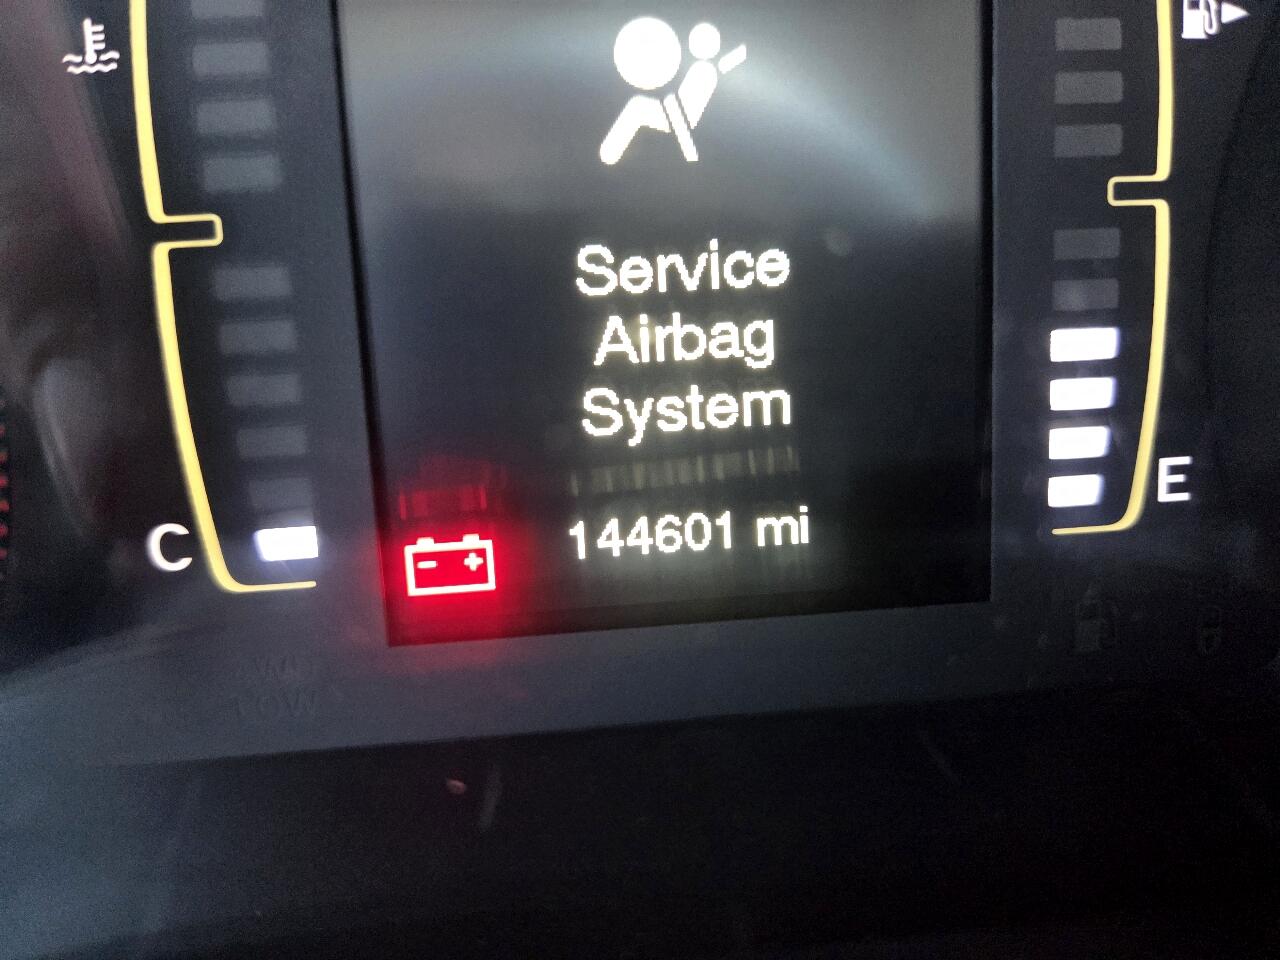 Service
Airbag
System
144601 mi
C
E